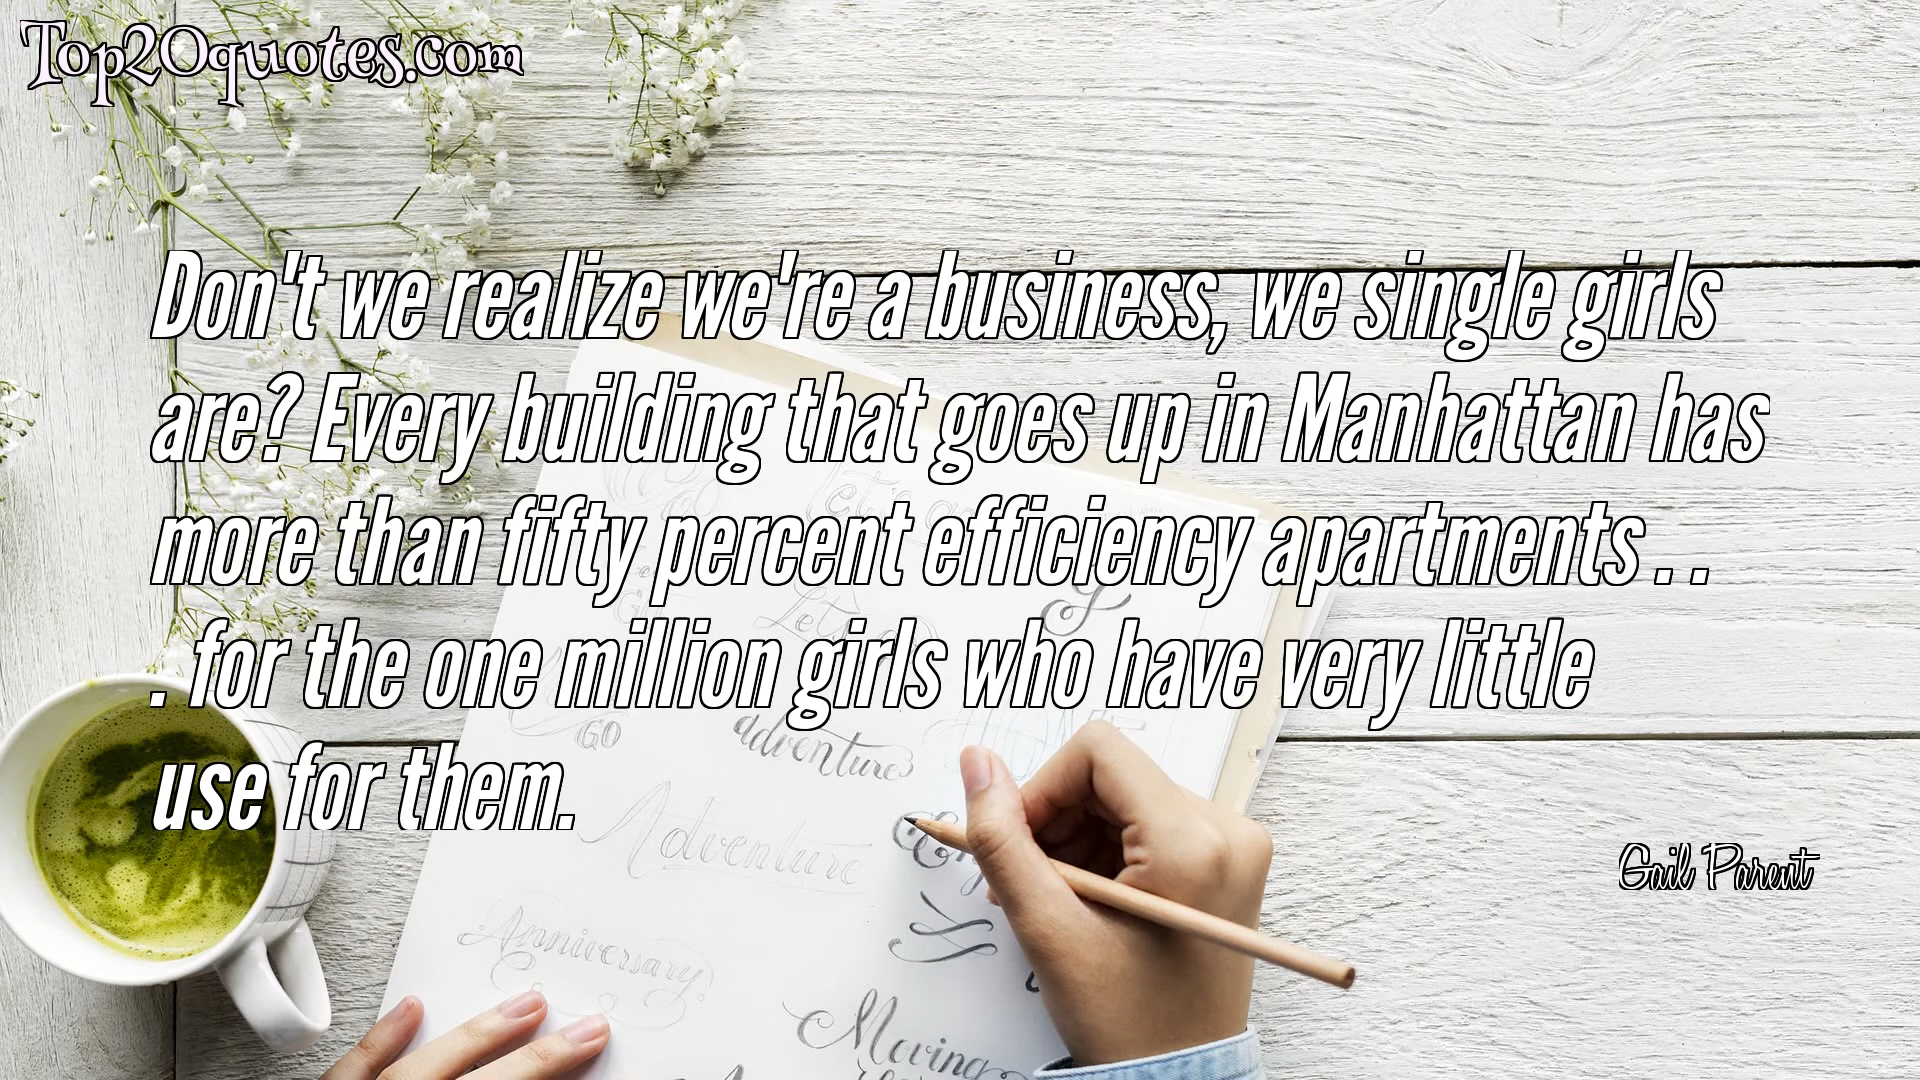 Top20quotes.com
Don't we realize we're a business, we single girls
are? Every building that goes up in Manhattan has
more than fifty percent efficiency apartments . .
. for the one million girls who have very little
use for them.
Gail Parent
Let's
GO
adventure
Adventure
Anniversary
Moving